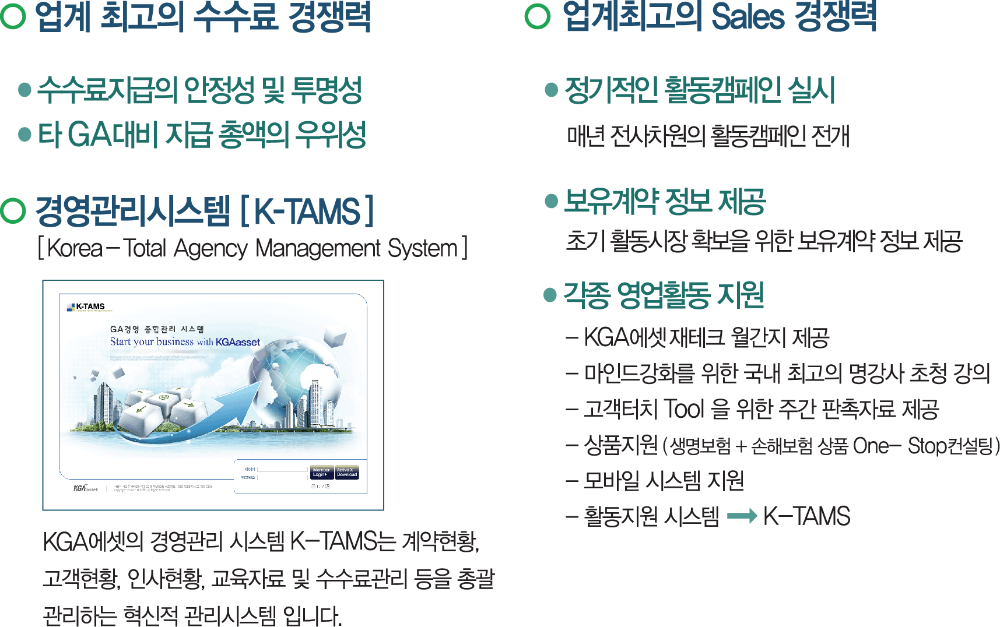 업계 최고의 수수료 경쟁력
수수료지급의 안정성 및 투명성
타 GA대비 지급 총액의 우위성
경영관리시스템 [K-TAMS]
[Korea-Total Agency Management System]
K-TAMS
GA경영 종합관리 시스템
Start your business with KGAasset
아이디
비밀번호
Member
Login
Active X
Download
ID 저장
KGA asset
KGA에셋의 경영관리 시스템 K-TAMS는 계약현황,
고객현황, 인사현황, 교육자료 및 수수료관리 등을 총괄
관리하는 혁신적 관리시스템 입니다.
업계최고의 Sales 경쟁력
정기적인 활동캠페인 실시
매년 전사차원의 활동캠페인 전개
보유계약 정보 제공
초기 활동시장 확보을 위한 보유계약 정보 제공
각종 영업활동 지원
- KGA에셋 재테크 월간지 제공
- 마인드강화를 위한 국내 최고의 명강사 초청 강의
- 고객터치 Tool 을 위한 주간 판촉자료 제공
- 상품지원 (생명보험 + 손해보험 상품 One- Stop컨설팅)
- 모바일 시스템 지원
- 활동지원 시스템 → K-TAMS